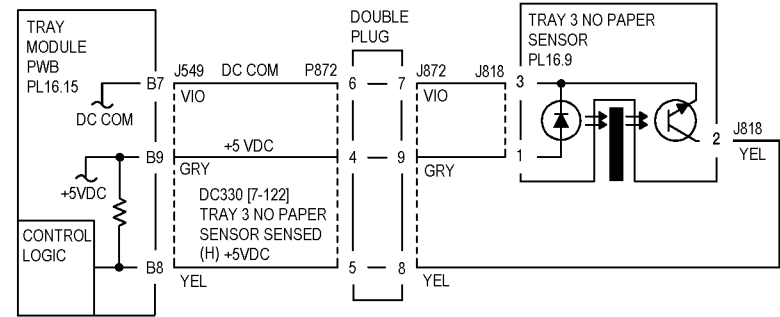 TRAY
MODULE
PWB
PL16.15
DC COM
+5VDC
CONTROL
LOGIC
B7
B9
B8
J549 DC COM P872
VIO
+5 VDC
GRY
DC330 [7-122]
TRAY 3 NO PAPER
SENSOR SENSED
(H) +5VDC
YEL
DOUBLE
PLUG
6 7
4 9
5 8
J872 J818
VIO
GRY
YEL
TRAY 3 NO PAPER
SENSOR
PL16.9
3
1
2
J818
YEL